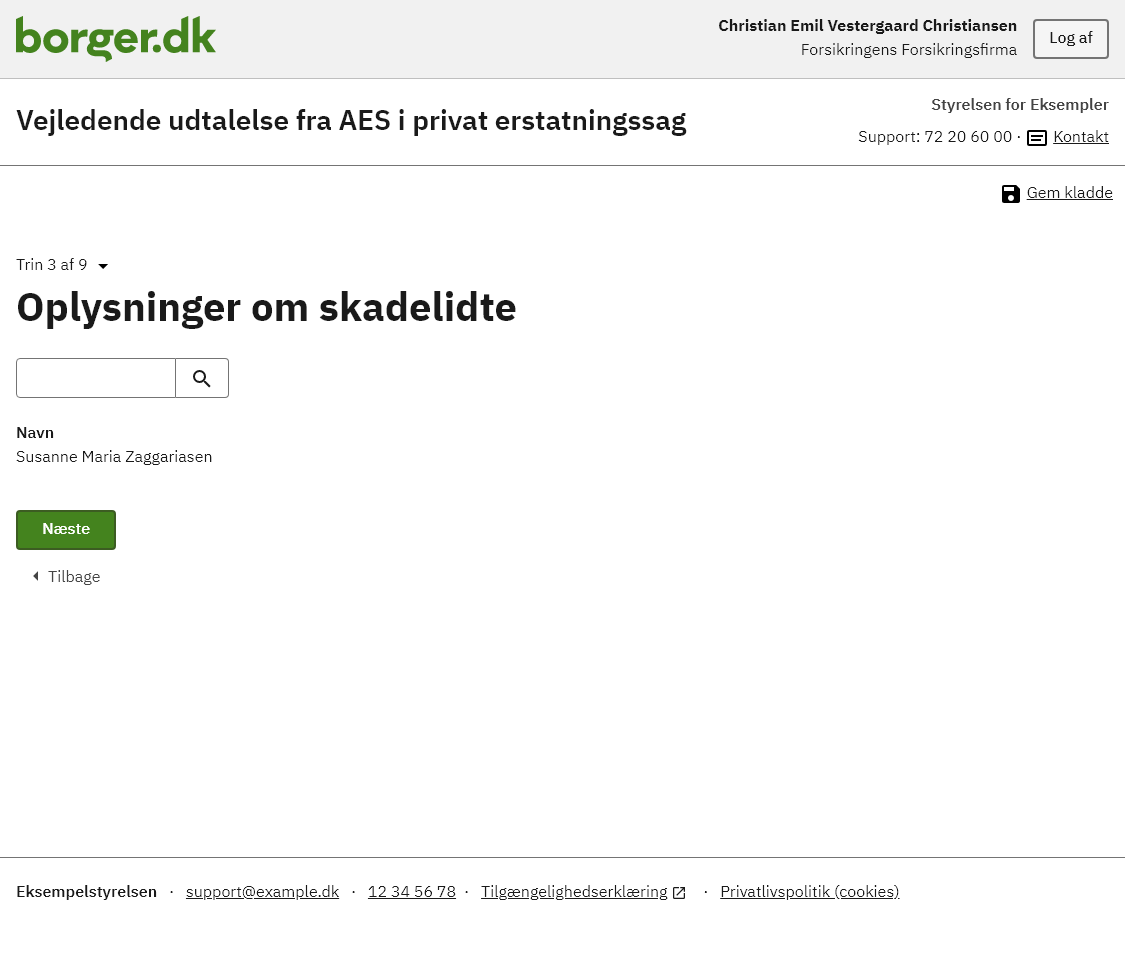 borger.dk
Christian Emil Vestergaard Christiansen
Forsikringens Forsikringsfirma
Log af
Vejledende udtalelse fra AES i privat erstatningssag
Styrelsen for Eksempler
Support: 72 20 60 00 · Kontakt
Gem kladde
Trin 3 af 9
Oplysninger om skadelidte
Navn
Susanne Maria Zaggariasen
Næste
Tilbage
Eksempelstyrelsen · support@example.dk · 12 34 56 78 · Tilgængelighedserklæring · Privatlivspolitik (cookies)